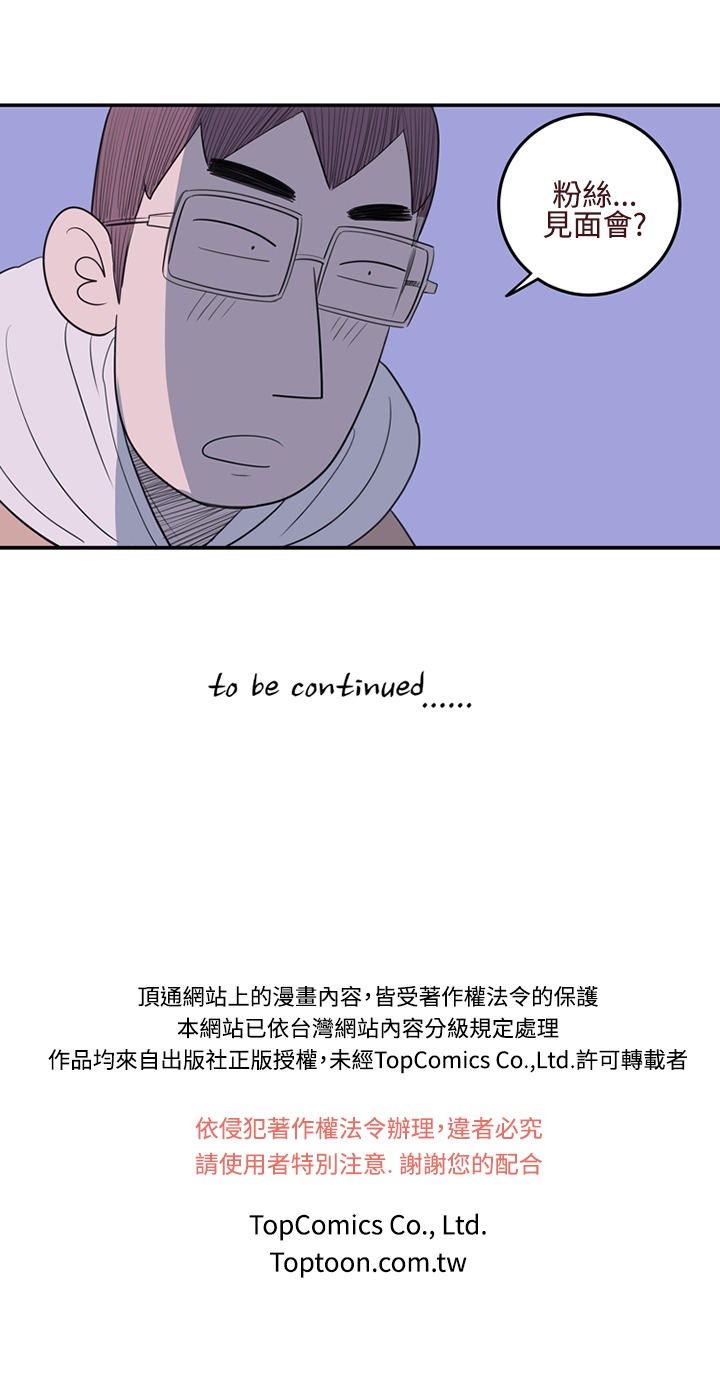 粉絲...
見面會?
to be continued......
頂通網站上的漫畫內容，皆受著作權法令的保護
本網站已依台灣網站內容分級規定處理
作品均來自出版社正版授權，未經TopComics Co.,Ltd.許可轉載者
依侵犯著作權法令辦理，違者必究
請使用者特別注意. 謝謝您的配合
TopComics Co., Ltd.
Toptoon.com.tw